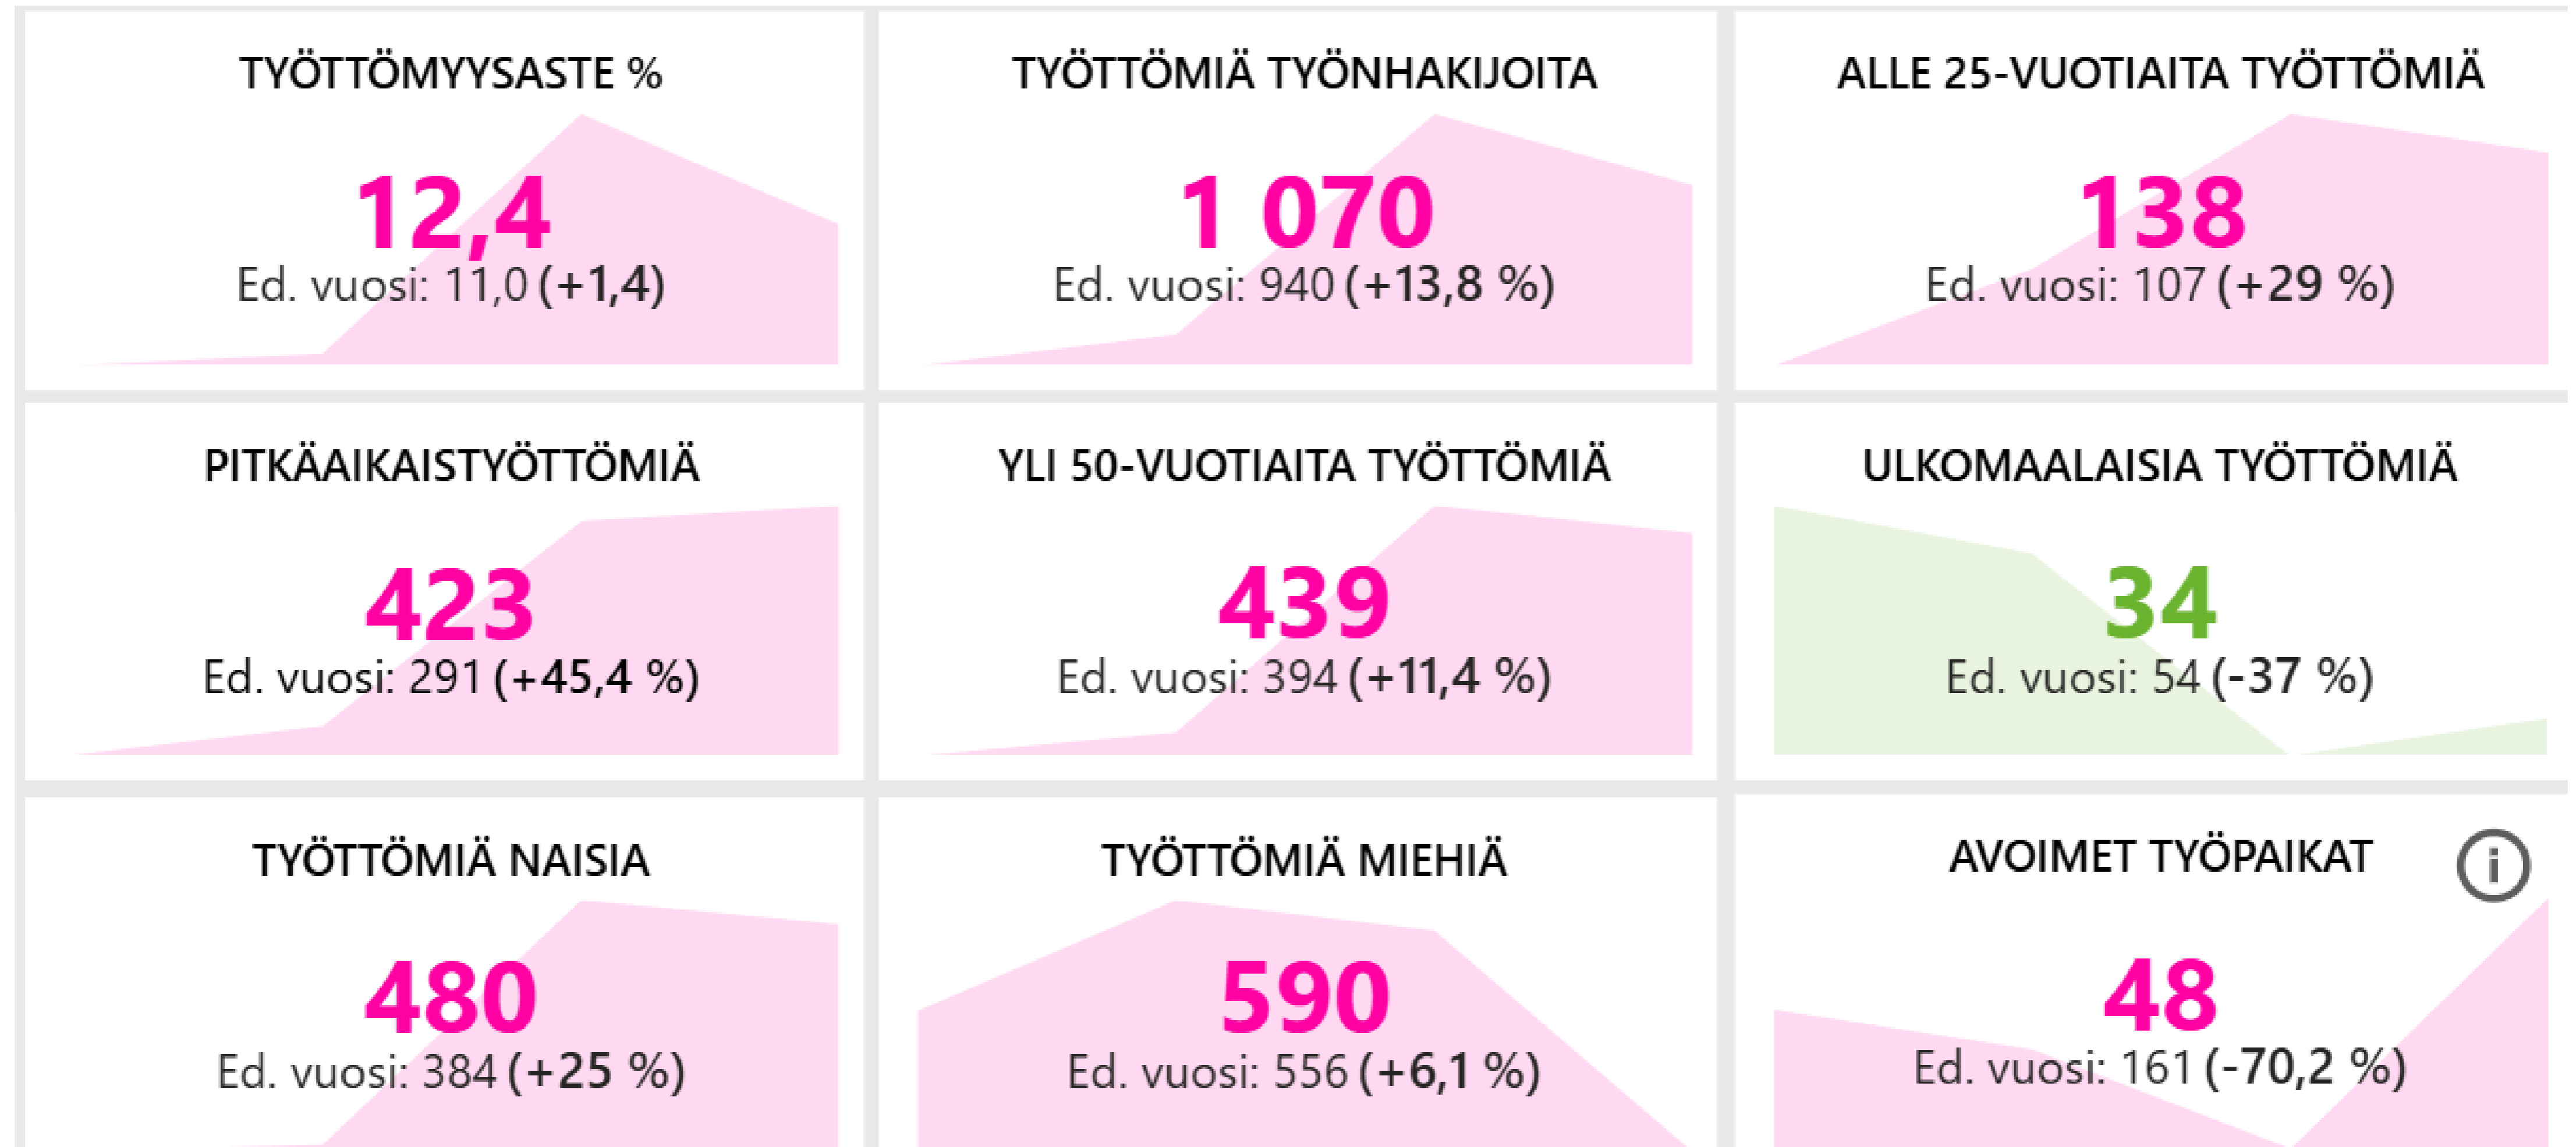 TYÖTTÖMYYSASTE %
12,4
Ed. vuosi: 11,0 (+1,4)
TYÖTTÖMIÄ TYÖNHAKIJOITA
1 070
Ed. vuosi: 940 (+13,8 %)
ALLE 25-VUOTIAITA TYÖTTÖMIÄ
138
Ed. vuosi: 107 (+29 %)
PITKÄAIKAISTYÖTTÖMIÄ
423
Ed. vuosi: 291 (+45,4 %)
YLI 50-VUOTIAITA TYÖTTÖMIÄ
439
Ed. vuosi: 394 (+11,4 %)
ULKOMAALAISIA TYÖTTÖMIÄ
34
Ed. vuosi: 54 (-37 %)
TYÖTTÖMIÄ NAISIA
480
Ed. vuosi: 384 (+25 %)
TYÖTTÖMIÄ MIEHIÄ
590
Ed. vuosi: 556 (+6,1 %)
AVOIMET TYÖPAIKAT
i
48
Ed. vuosi: 161 (-70,2 %)